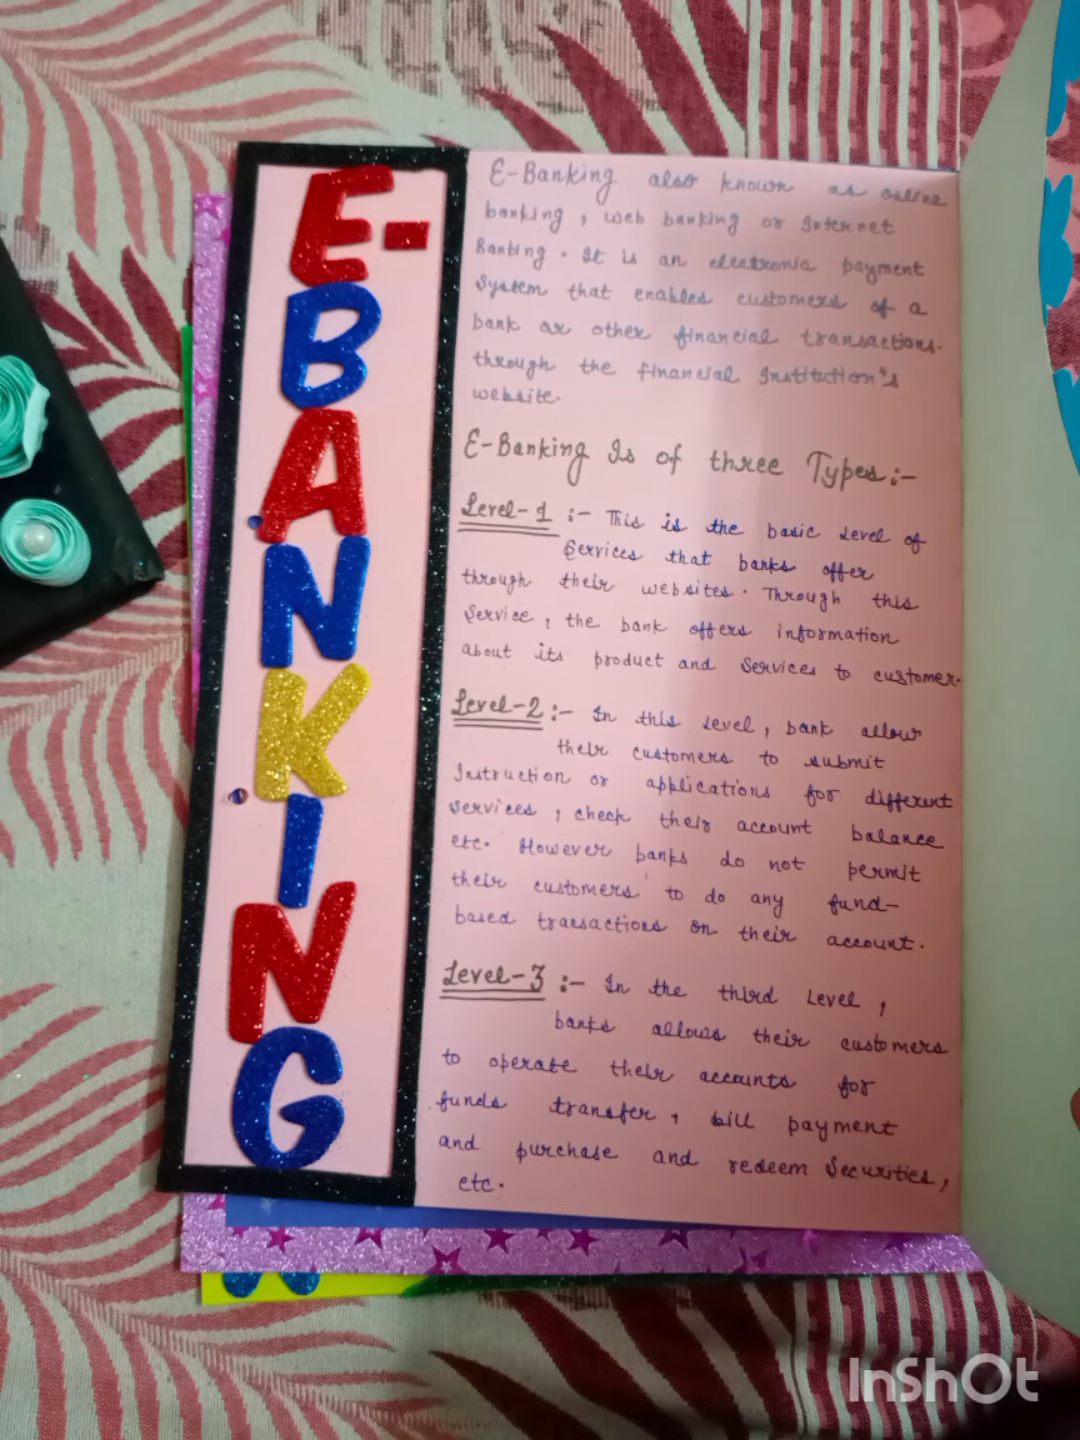 E-BANKING
E-Banking also known as online
banking, web banking or Internet
Banking. It is an electronic payment
System that enables customers of a
bank or other financial transactions.
through the financial Institution's
website.
E-Banking Is of three Types:-
Level-1 :- This is the basic Level of
Services that banks offer
through their websites. Through this
Service, the bank offers information
about its product and Services to customer.
Level-2 :- In this Level, bank allow
their customers to submit
Instruction or applications for different
services, check their account balance
etc. However banks do not permit
their customers to do any fund-
based transactions on their account.
Level-3 :- In the third Level,
banks allows their customers
to operate their accounts for
funds transfer, bill payment
and purchase and redeem Securities,
etc.
InShOt